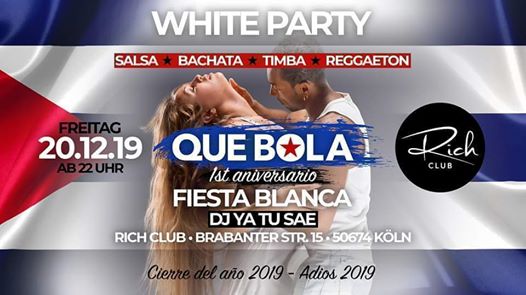 WHITE PARTY
SALSA ★ BACHATA ★ TIMBA ★ REGGAETON
FREITAG
20.12.19
AB 22 UHR
QUE BOLA
1st aniversario
FIESTA BLANCA
DJ YA TU SAE
RICH CLUB • BRABANTER STR. 15 • 50674 KÖLN
Rich
CLUB
Cierre del año 2019 - Adios 2019